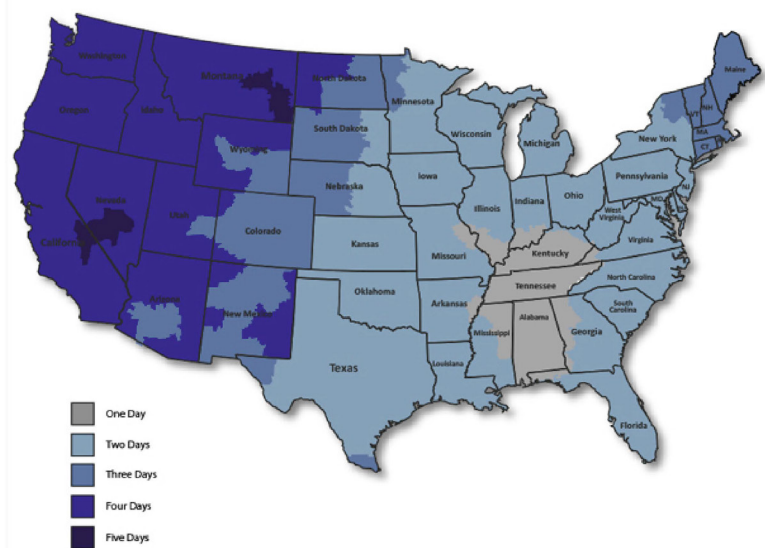 Washington
Montana
North Dakota
Minnesota
Maine
Oregon
Idaho
Wyoming
South Dakota
Wisconsin
Michigan
New York
VT
NH
MA
CT
Nevada
Utah
Colorado
Nebraska
Iowa
Illinois
Indiana
Ohio
Pennsylvania
NJ
MD
West
Virginia
Virginia
California
Kansas
Missouri
Kentucky
North Carolina
Arizona
New Mexico
Oklahoma
Arkansas
Tennessee
South
Carolina
Texas
Louisiana
Mississippi
Alabama
Georgia
Florida
One Day
Two Days
Three Days
Four Days
Five Days